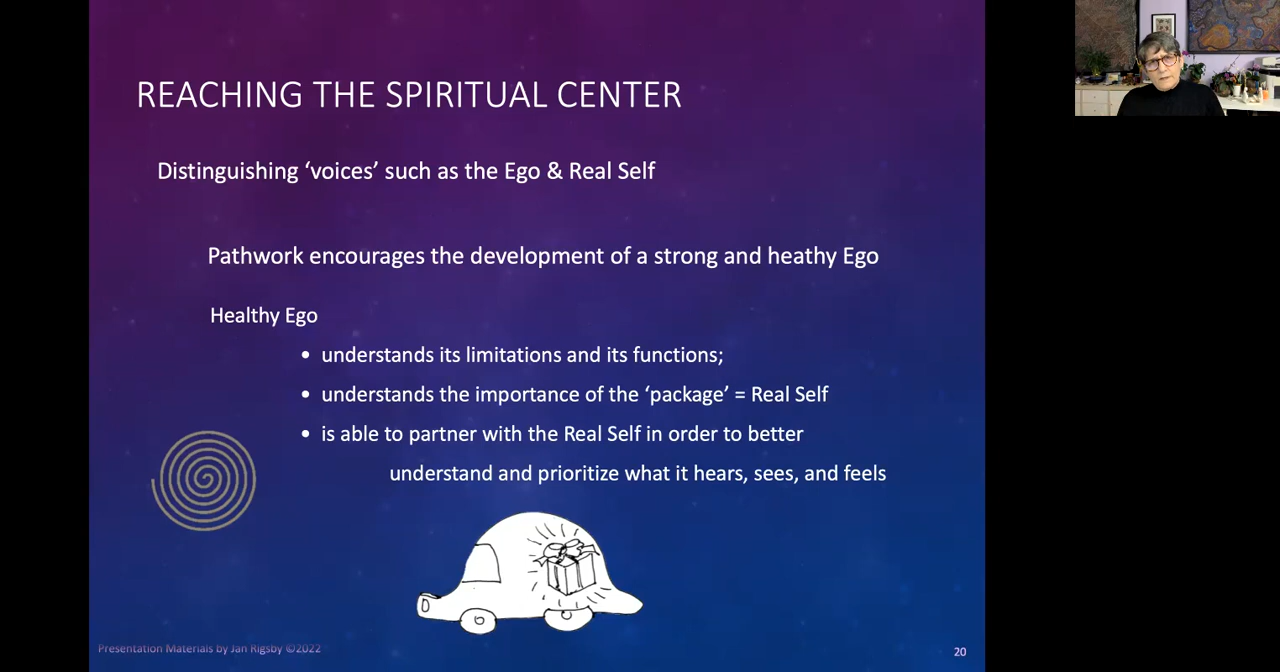 REACHING THE SPIRITUAL CENTER
Distinguishing ‘voices’ such as the Ego & Real Self
Pathwork encourages the development of a strong and heathy Ego
Healthy Ego
• understands its limitations and its functions;
• understands the importance of the ‘package’ = Real Self
• is able to partner with the Real Self in order to better
understand and prioritize what it hears, sees, and feels
Presentation Materials by Jan Rigsby ©2022
20